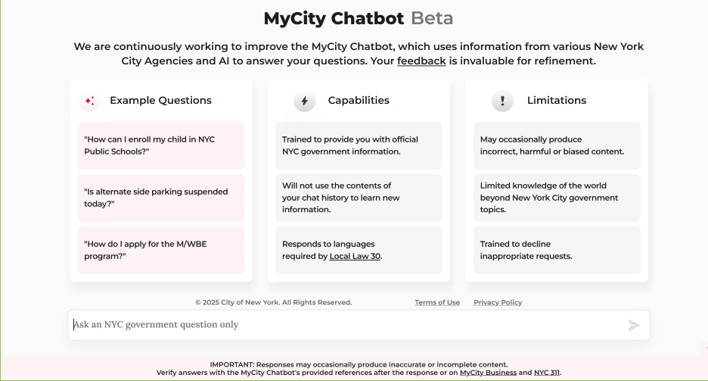 MyCity Chatbot Beta
We are continuously working to improve the MyCity Chatbot, which uses information from various New York
City Agencies and AI to answer your questions. Your feedback is invaluable for refinement.
Example Questions
"How can I enroll my child in NYC
Public Schools?"
"Is alternate side parking suspended
today?"
"How do I apply for the M/WBE
program?"
Capabilities
Trained to provide you with official
NYC government information.
Will not use the contents of
your chat history to learn new
information.
Responds to languages
required by Local Law 30.
Limitations
May occasionally produce
incorrect, harmful or biased content.
Limited knowledge of the world
beyond New York City government
topics.
Trained to decline
inappropriate requests.
© 2025 City of New York. All Rights Reserved. Terms of Use Privacy Policy
Ask an NYC government question only
IMPORTANT: Responses may occasionally produce inaccurate or incomplete content.
Verify answers with the MyCity Chatbot's provided references after the response or on MyCity Business and NYC 311.